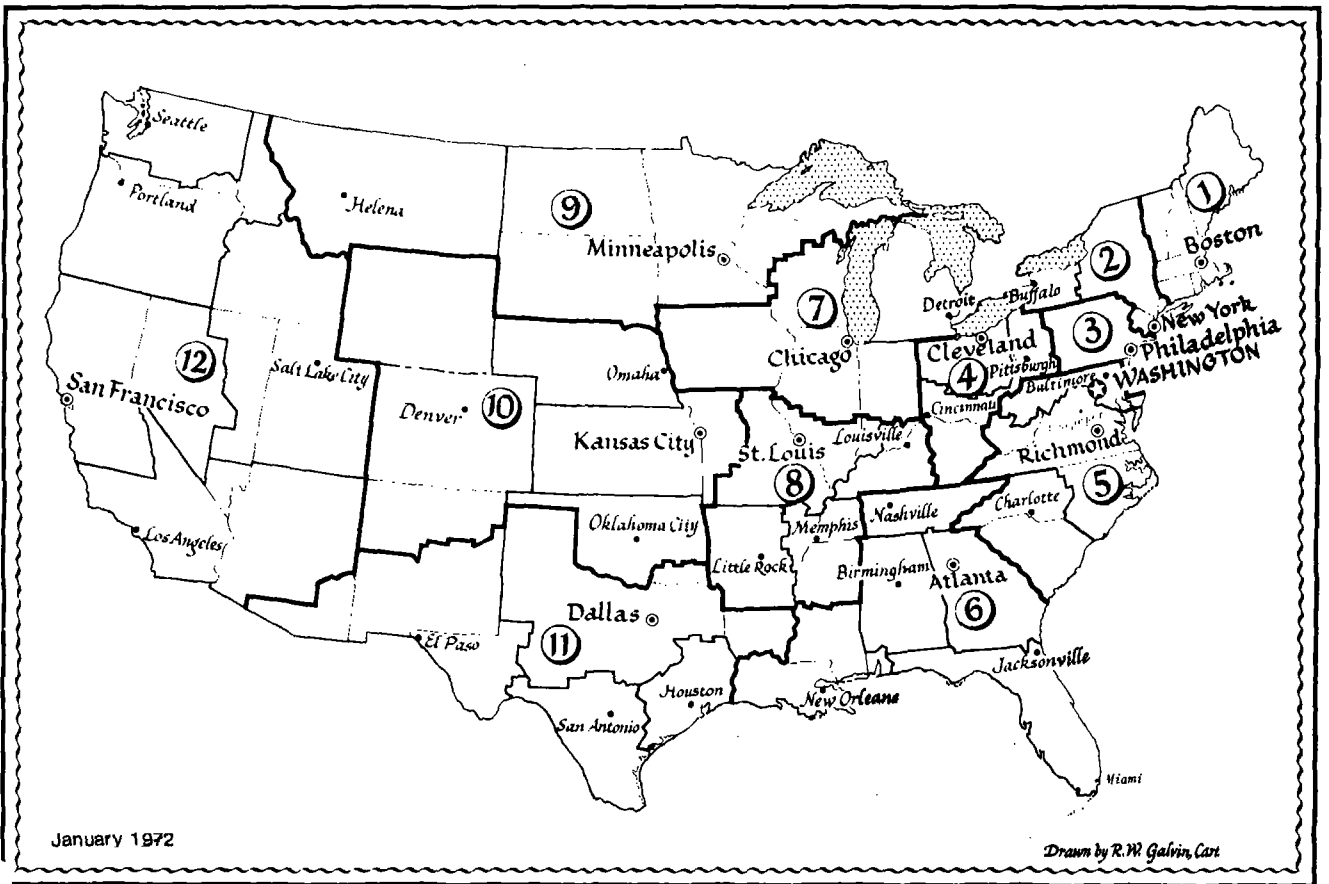 Seattle
Portland
Helena
9
Minneapolis
1
Boston
2
Buffalo
Detroit
7
Chicago
New York
Philadelphia
3
Cleveland
Pittsburgh
WASHINGTON
Baltimore
4
Cincinnati
12
Salt Lake City
San Francisco
Omaha
Denver
10
Kansas City
St. Louis
Louisville
8
Richmond
5
Charlotte
Nashville
Memphis
Oklahoma City
Los Angeles
Little Rock
Birmingham
Atlanta
6
Dallas
11
El Paso
Houston
San Antonio
New Orleans
Jacksonville
Miami
January 1972
Drawn by R.W. Galvin, Cart